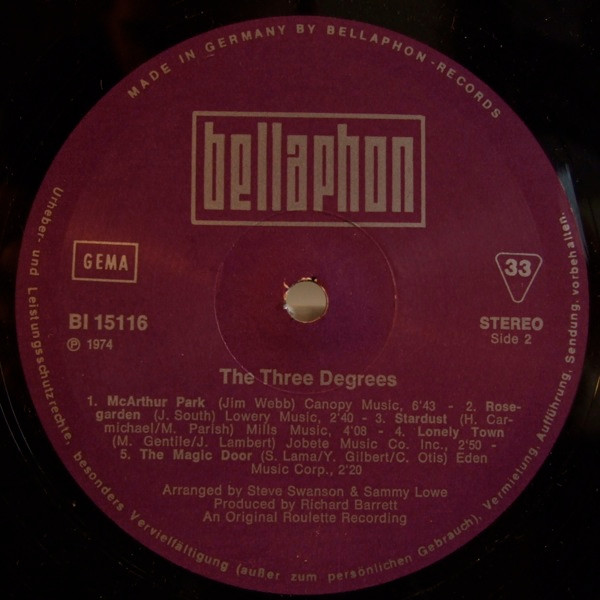 MADE IN GERMANY BY BELLAPHON-RECORDS
bellaphon
GEMA
33
BI 15116
Ⓟ 1974
STEREO
Side 2
The Three Degrees
1. McArthur Park (Jim Webb) Canopy Music, 6'43 - 2. Rose-
garden (J. South) Lowery Music, 2'40 - 3. Stardust (H. Car-
michael/M. Parish) Mills Music, 4'08 - 4. Lonely Town
(M. Gentile/J. Lambert) Jobete Music Co. Inc., 2'50 -
5. The Magic Door (S. Lama/Y. Gilbert/C. Otis) Eden
Music Corp., 2'20
Arranged by Steve Swanson & Sammy Lowe
Produced by Richard Barrett
An Original Roulette Recording
Urheber- und Leistungsschutzrechte, besonders Vervielfältigung (außer zum persönlichen Gebrauch), Vermietung, Aufführung, Sendung, vorbehalten.